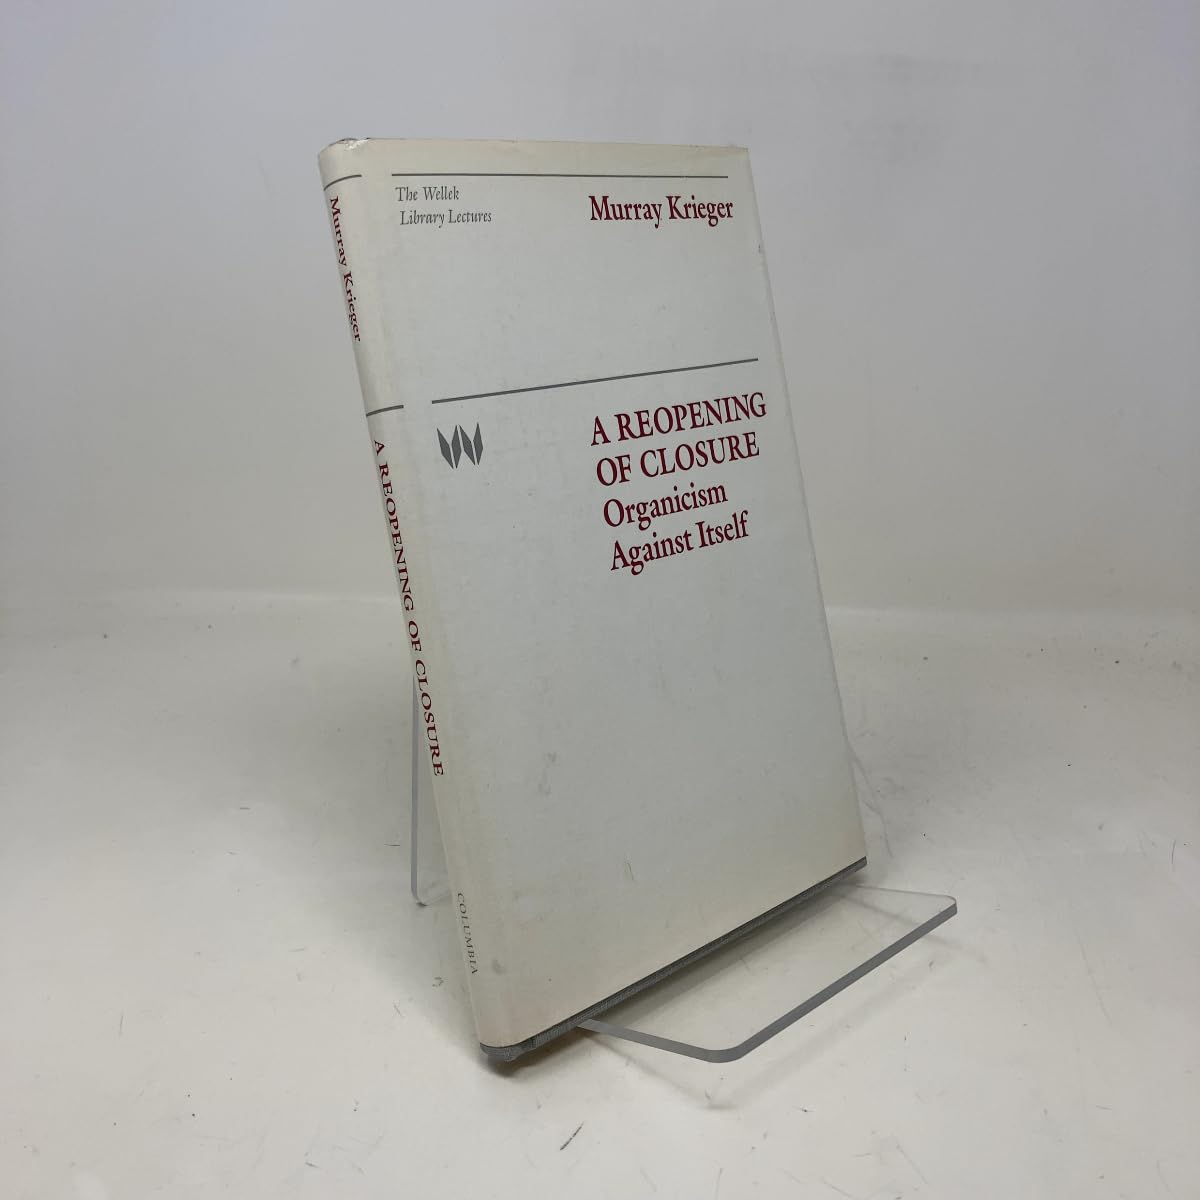 The Wellek
Library Lectures
Murray Krieger
A REOPENING
OF CLOSURE
Organicism
Against Itself
Murray Krieger
A REOPENING OF CLOSURE
COLUMBIA